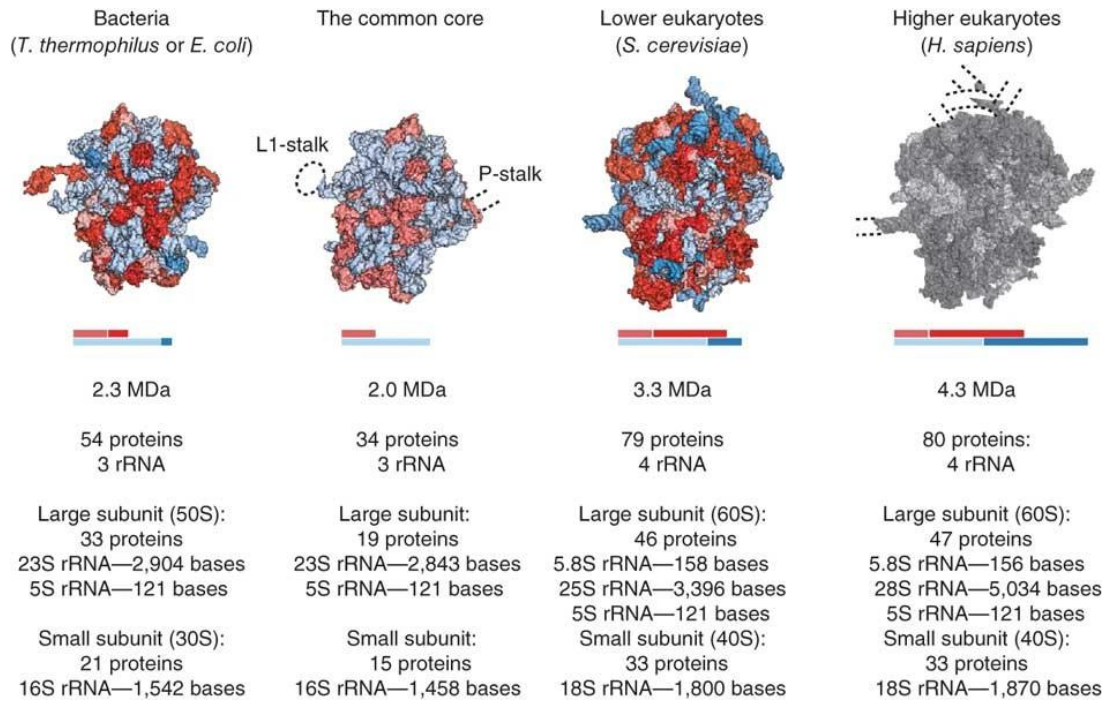 Bacteria
(T. thermophilus or E. coli)
The common core
Lower eukaryotes
(S. cerevisiae)
Higher eukaryotes
(H. sapiens)
L1-stalk
P-stalk
2.3 MDa
54 proteins
3 rRNA
Large subunit (50S):
33 proteins
23S rRNA—2,904 bases
5S rRNA—121 bases
Small subunit (30S):
21 proteins
16S rRNA—1,542 bases
2.0 MDa
34 proteins
3 rRNA
Large subunit:
19 proteins
23S rRNA—2,843 bases
5S rRNA—121 bases
Small subunit:
15 proteins
16S rRNA—1,458 bases
3.3 MDa
79 proteins
4 rRNA
Large subunit (60S):
46 proteins
5.8S rRNA—158 bases
25S rRNA—3,396 bases
5S rRNA—121 bases
Small subunit (40S):
33 proteins
18S rRNA—1,800 bases
4.3 MDa
80 proteins:
4 rRNA
Large subunit (60S):
47 proteins
5.8S rRNA—156 bases
28S rRNA—5,034 bases
5S rRNA—121 bases
Small subunit (40S):
33 proteins
18S rRNA—1,870 bases